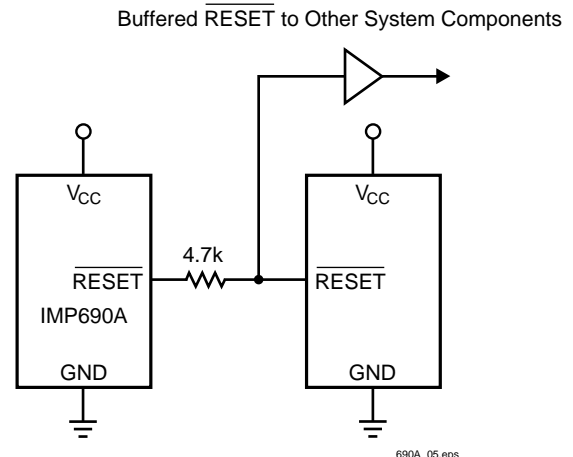 Buffered RESET to Other System Components
VCC
VCC
4.7k
RESET
RESET
IMP690A
GND
GND
690A_05.eps